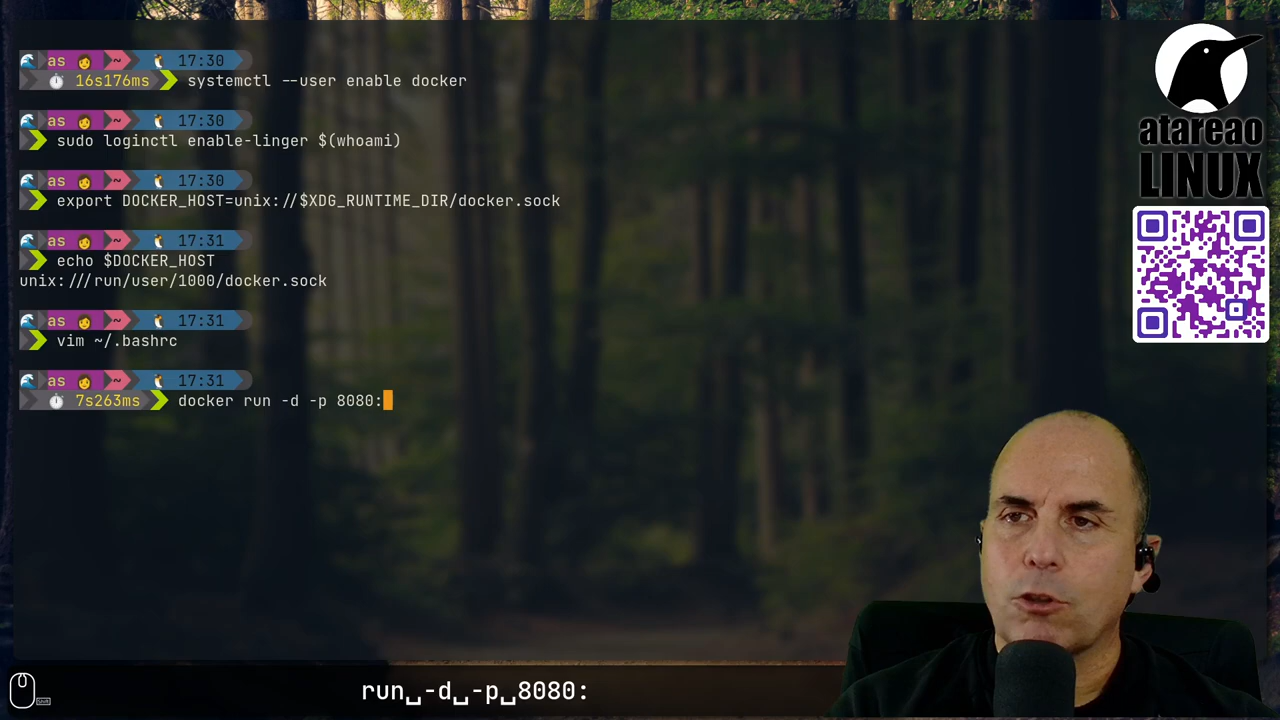 as ~ 17:30
16s176ms systemctl --user enable docker
as ~ 17:30
sudo loginctl enable-linger $(whoami)
as ~ 17:30
export DOCKER_HOST=unix://$XDG_RUNTIME_DIR/docker.sock
as ~ 17:31
echo $DOCKER_HOST
unix:///run/user/1000/docker.sock
as ~ 17:31
vim ~/.bashrc
as ~ 17:31
7s263ms docker run -d -p 8080:
atareao
LINUX
run␣-d␣-p␣8080: